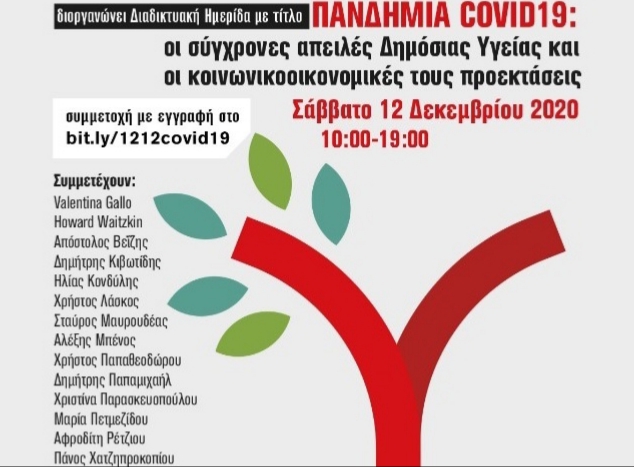 διοργανώνει Διαδικτυακή Ημερίδα με τίτλο ΠΑΝΔΗΜΙΑ COVID19:
οι σύγχρονες απειλές Δημόσιας Υγείας και
οι κοινωνικοοικονομικές τους προεκτάσεις
συμμετοχή με εγγραφή στο
bit.ly/1212covid19
Σάββατο 12 Δεκεμβρίου 2020
10:00-19:00
Συμμετέχουν:
Valentina Gallo
Howard Waitzkin
Απόστολος Βεΐζης
Δημήτρης Κιβωτίδης
Ηλίας Κονδύλης
Χρήστος Λάσκος
Σταύρος Μαυρουδέας
Αλέξης Μπένος
Χρήστος Παπαθεοδώρου
Δημήτρης Παπαμιχαήλ
Χριστίνα Παρασκευοπούλου
Μαρία Πετμεζίδου
Αφροδίτη Ρέτζιου
Πάνος Χατζηπροκοπίου